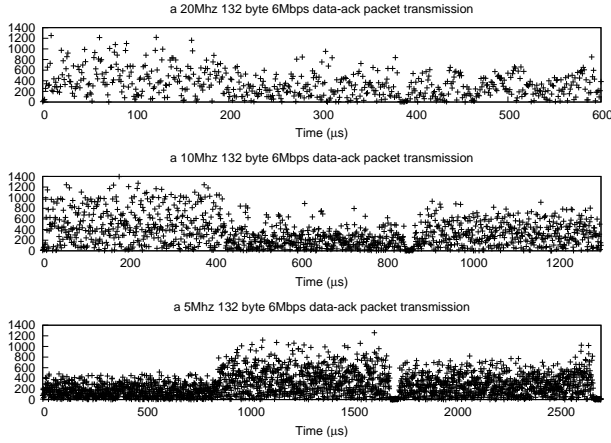 a 20Mhz 132 byte 6Mbps data-ack packet transmission
1400
1200
1000
800
600
400
200
0
0 50 100 150 200 300 400 500 600
Time (μs)
a 10Mhz 132 byte 6Mbps data-ack packet transmission
1400
1200
1000
800
600
400
200
0
0 200 400 600 800 1000 1200
Time (μs)
a 5Mhz 132 byte 6Mbps data-ack packet transmission
1400
1200
1000
800
600
400
200
0
500 1000 1500 2000 2500
Time (μs)